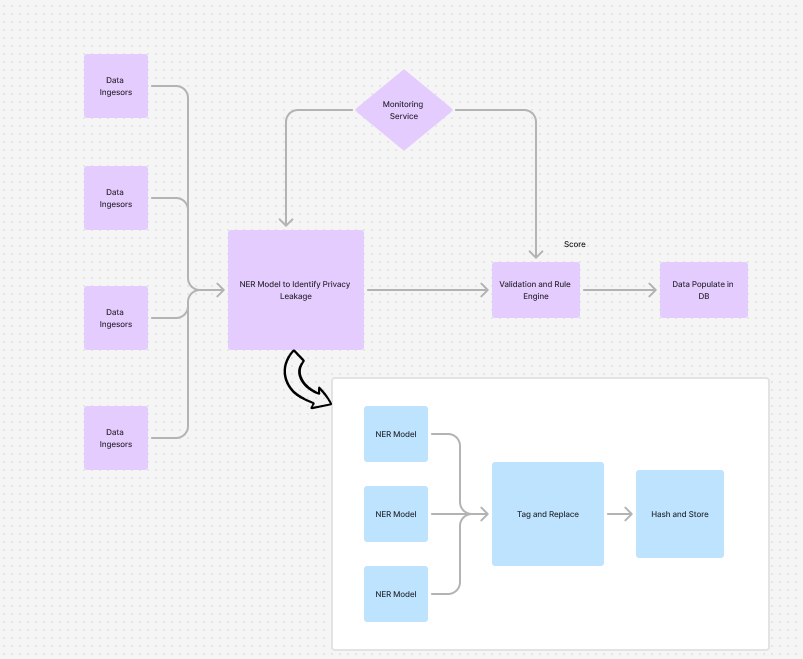 Data
Ingesors
Monitoring
Service
Data
Ingesors
Score
NER Model to Identify Privacy
Leakage
Validation and Rule
Engine
Data Populate in
DB
Data
Ingesors
Data
Ingesors
NER Model
NER Model
Tag and Replace
Hash and Store
NER Model